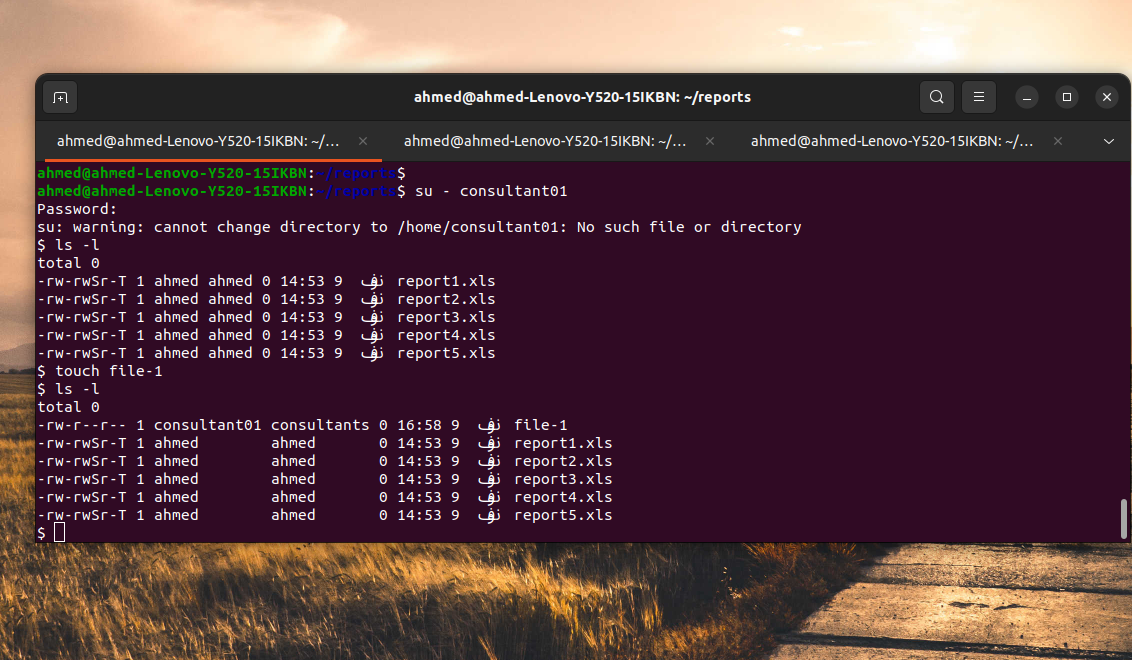 ahmed@ahmed-Lenovo-Y520-15IKBN: ~/reports
ahmed@ahmed-Lenovo-Y520-15IKBN: ~/... ahmed@ahmed-Lenovo-Y520-15IKBN: ~/... ahmed@ahmed-Lenovo-Y520-15IKBN: ~/...
ahmed@ahmed-Lenovo-Y520-15IKBN:~/reports$
ahmed@ahmed-Lenovo-Y520-15IKBN:~/reports$ su - consultant01
Password:
su: warning: cannot change directory to /home/consultant01: No such file or directory
$ ls -l
total 0
-rw-rwSr-T 1 ahmed ahmed 0 14:53 9 نوف report1.xls
-rw-rwSr-T 1 ahmed ahmed 0 14:53 9 نوف report2.xls
-rw-rwSr-T 1 ahmed ahmed 0 14:53 9 نوف report3.xls
-rw-rwSr-T 1 ahmed ahmed 0 14:53 9 نوف report4.xls
-rw-rwSr-T 1 ahmed ahmed 0 14:53 9 نوف report5.xls
$ touch file-1
$ ls -l
total 0
-rw-r--r-- 1 consultant01 consultants 0 16:58 9 نوف file-1
-rw-rwSr-T 1 ahmed ahmed 0 14:53 9 نوف report1.xls
-rw-rwSr-T 1 ahmed ahmed 0 14:53 9 نوف report2.xls
-rw-rwSr-T 1 ahmed ahmed 0 14:53 9 نوف report3.xls
-rw-rwSr-T 1 ahmed ahmed 0 14:53 9 نوف report4.xls
-rw-rwSr-T 1 ahmed ahmed 0 14:53 9 نوف report5.xls
$